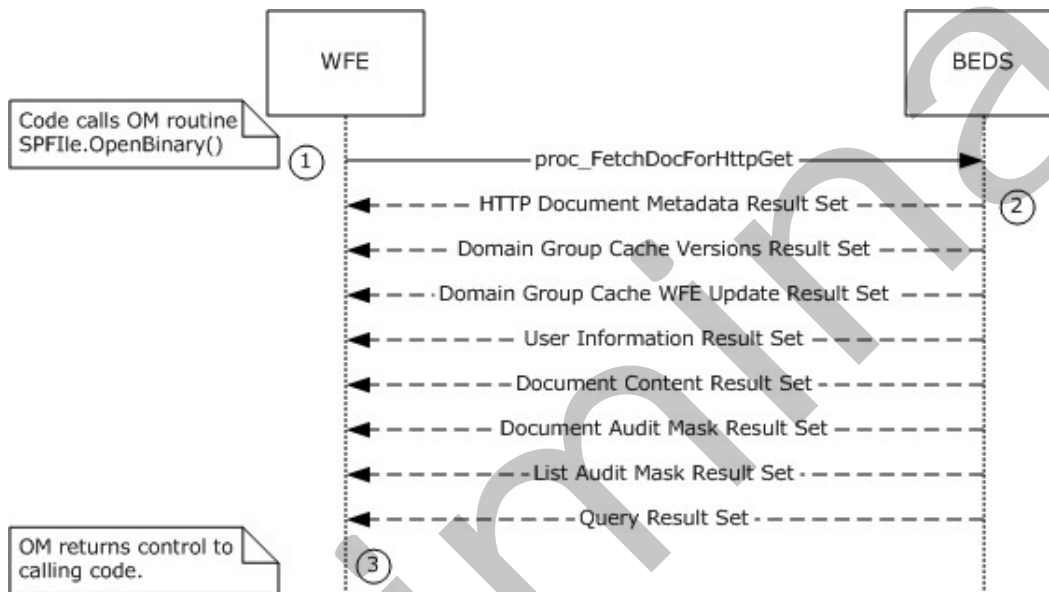 WFE
BEDS
Code calls OM routine
SPFIle.OpenBinary()
1
proc_FetchDocForHttpGet
HTTP Document Metadata Result Set
2
Domain Group Cache Versions Result Set
Domain Group Cache WFE Update Result Set
User Information Result Set
Document Content Result Set
Document Audit Mask Result Set
List Audit Mask Result Set
Query Result Set
OM returns control to
calling code.
3